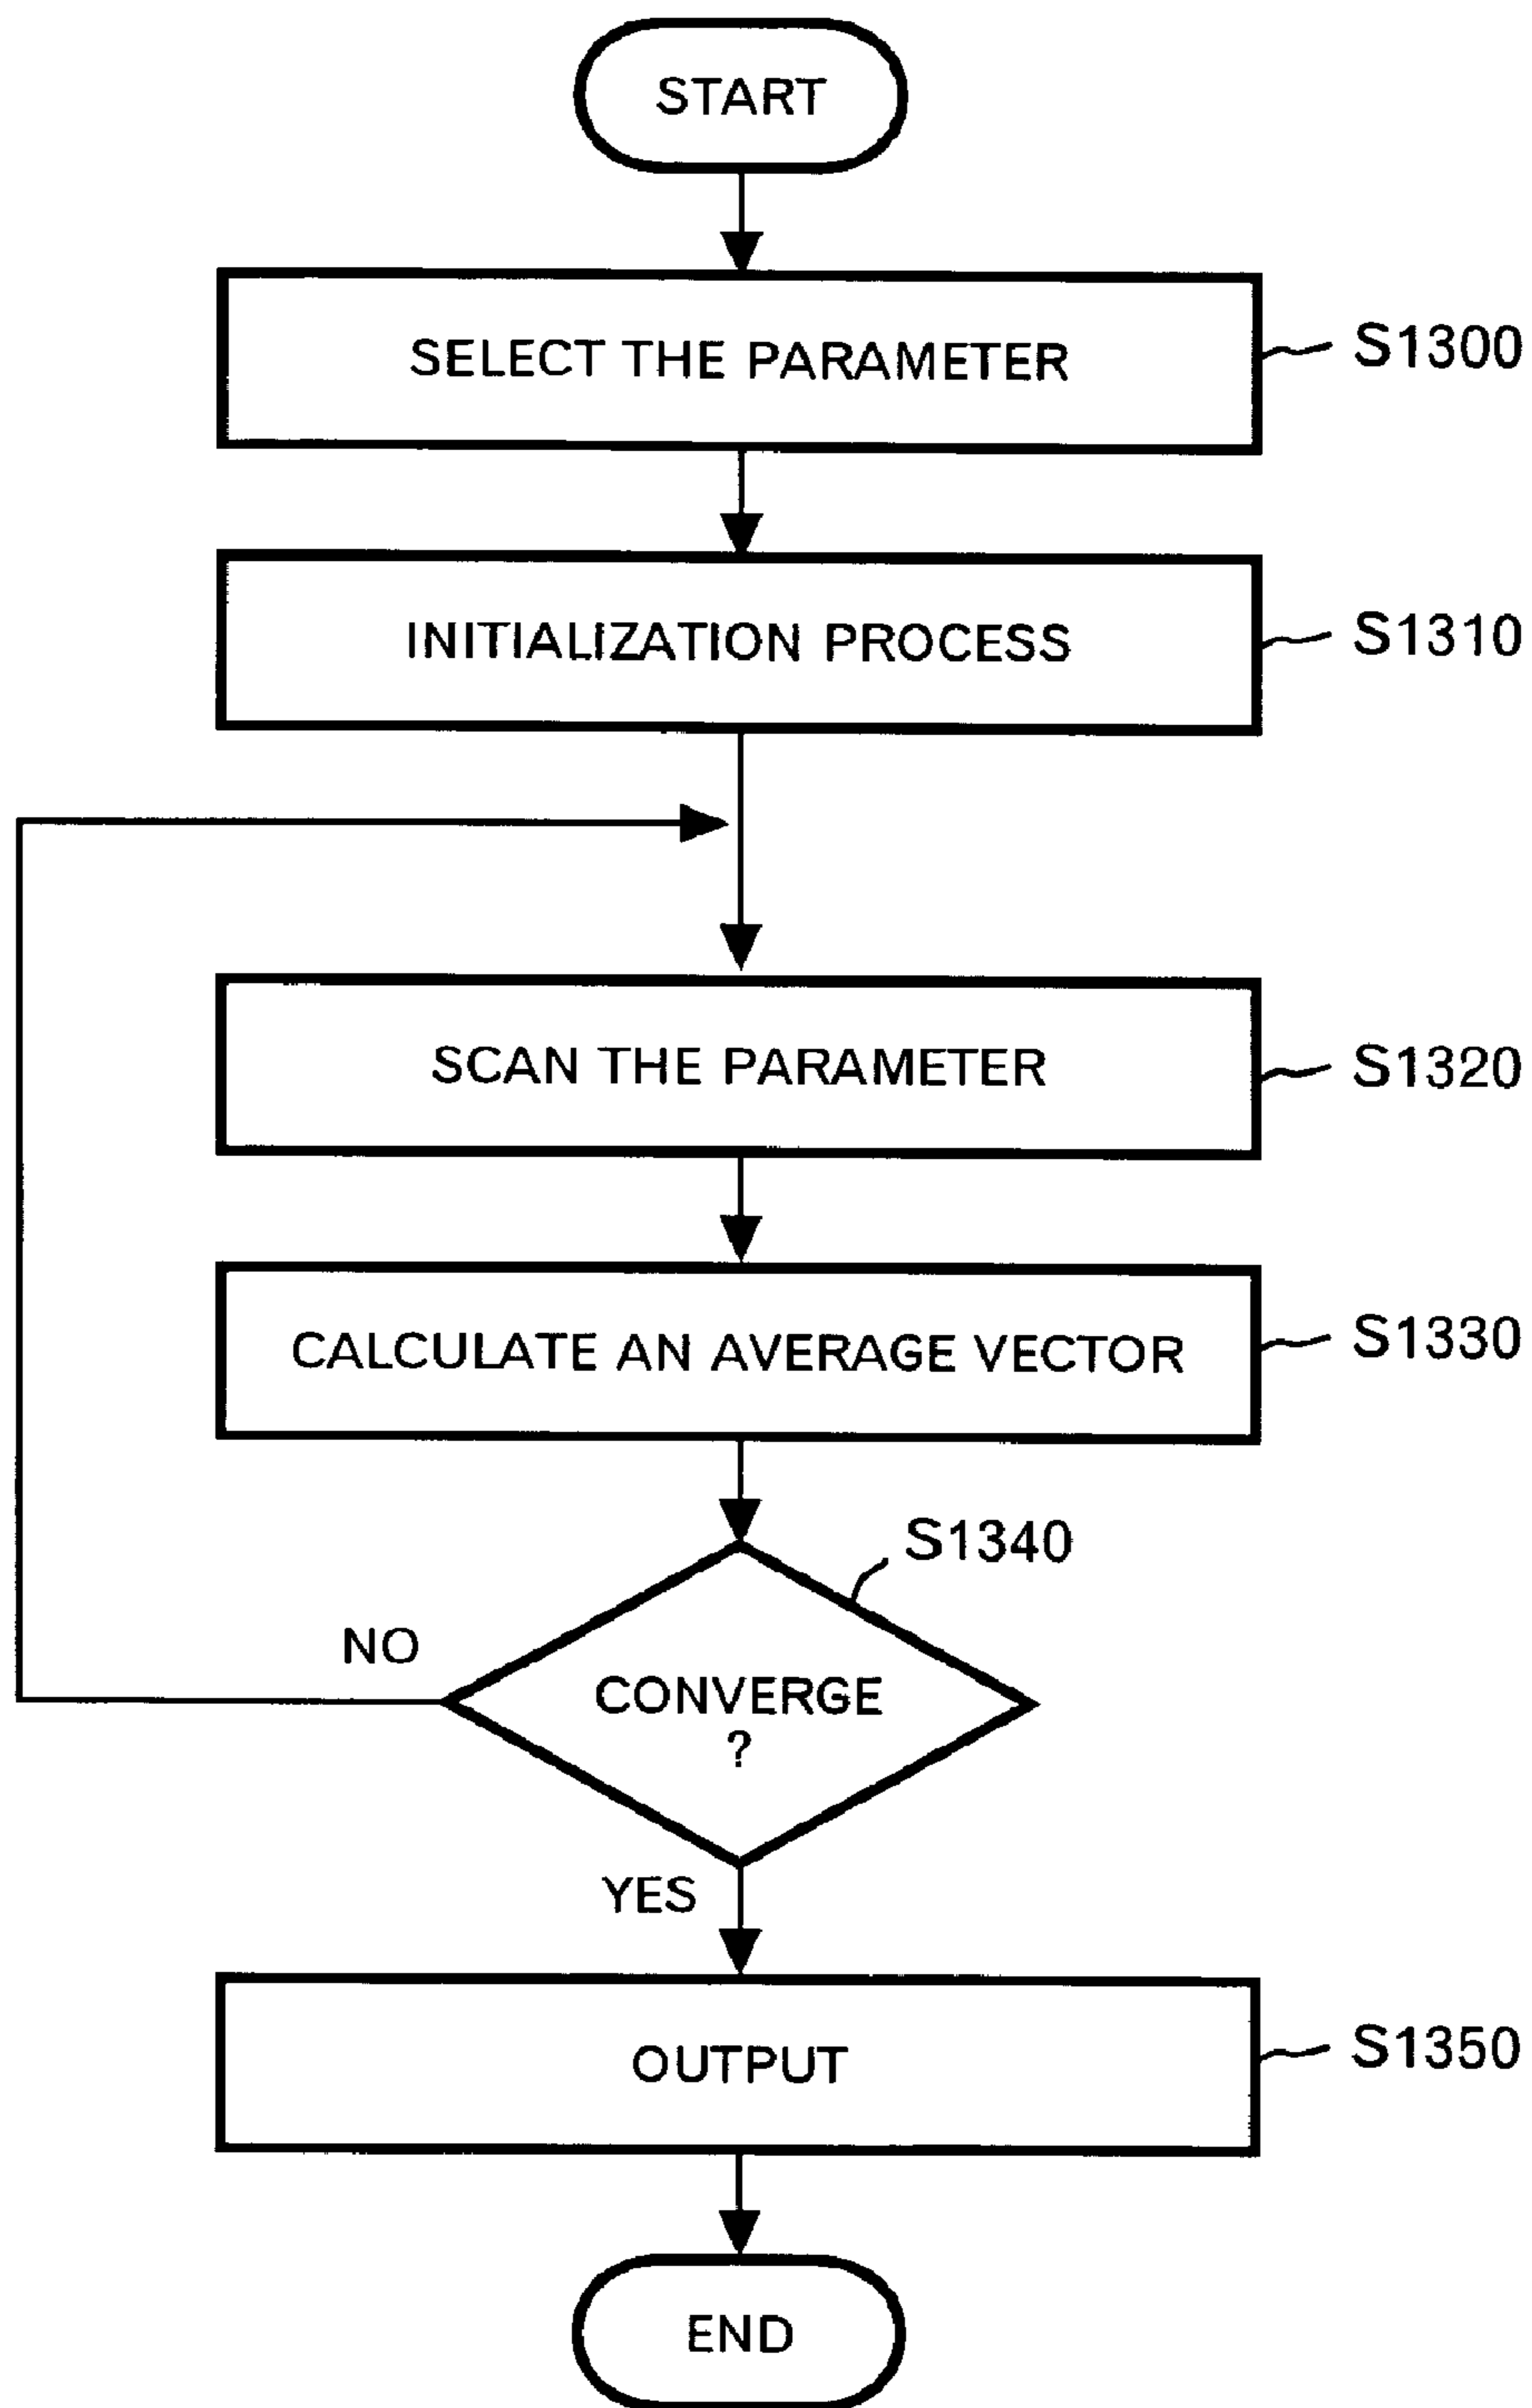 START
SELECT THE PARAMETER
S1300
INITIALIZATION PROCESS
S1310
SCAN THE PARAMETER
S1320
CALCULATE AN AVERAGE VECTOR
S1330
S1340
NO
CONVERGE
?
YES
OUTPUT
S1350
END